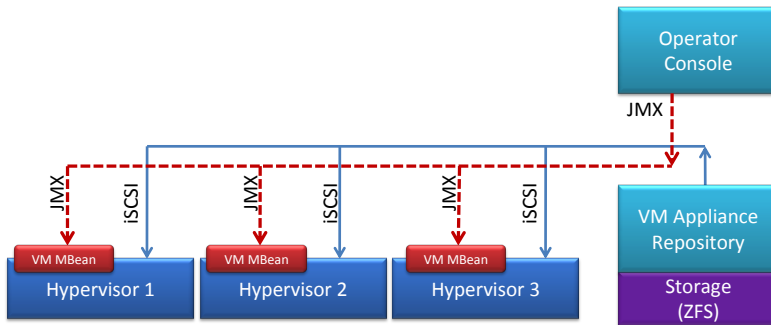 Operator
Console
JMX
JMX
iSCSI
JMX
iSCSI
JMX
iSCSI
VM Appliance
Repository
VM MBean
VM MBean
VM MBean
Hypervisor 1
Hypervisor 2
Hypervisor 3
Storage
(ZFS)